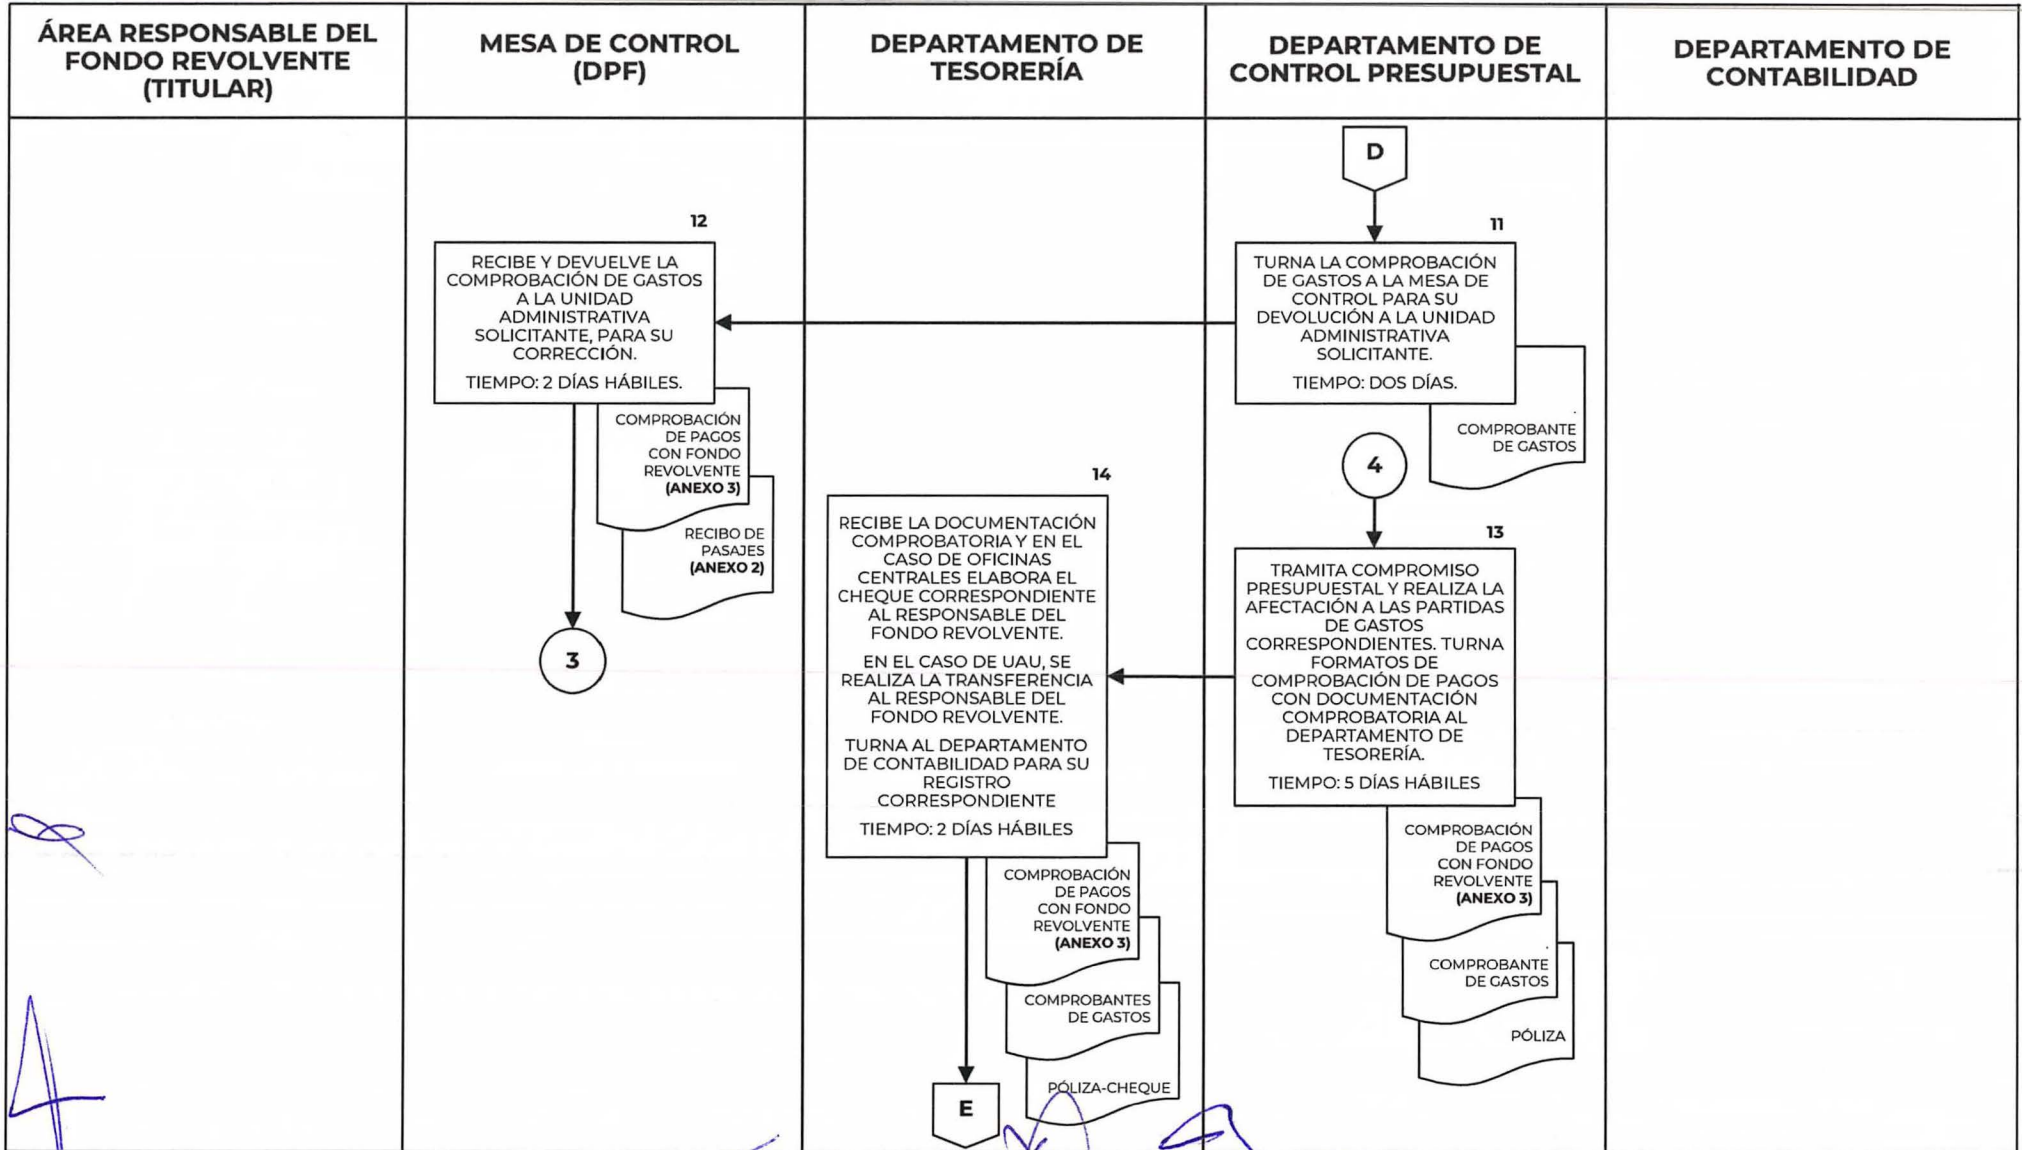 ÁREA RESPONSABLE DEL
FONDO REVOLVENTE
(TITULAR)
MESA DE CONTROL
(DPF)
DEPARTAMENTO DE
TESORERÍA
DEPARTAMENTO DE
CONTROL PRESUPUESTAL
DEPARTAMENTO DE
CONTABILIDAD
D
11
TURNA LA COMPROBACIÓN
DE GASTOS A LA MESA DE
CONTROL PARA SU
DEVOLUCIÓN A LA UNIDAD
ADMINISTRATIVA
SOLICITANTE.
TIEMPO: DOS DÍAS.
COMPROBANTE
DE GASTOS
12
RECIBE Y DEVUELVE LA
COMPROBACIÓN DE GASTOS
A LA UNIDAD
ADMINISTRATIVA
SOLICITANTE, PARA SU
CORRECCIÓN.
TIEMPO: 2 DÍAS HÁBILES.
COMPROBACIÓN
DE PAGOS
CON FONDO
REVOLVENTE
(ANEXO 3)
RECIBO DE
PASAJES
(ANEXO 2)
3
4
13
TRAMITA COMPROMISO
PRESUPUESTAL Y REALIZA LA
AFECTACIÓN A LAS PARTIDAS
DE GASTOS
CORRESPONDIENTES. TURNA
FORMATOS DE
COMPROBACIÓN DE PAGOS
CON DOCUMENTACIÓN
COMPROBATORIA AL
DEPARTAMENTO DE
TESORERÍA.
TIEMPO: 5 DÍAS HÁBILES
COMPROBACIÓN
DE PAGOS
CON FONDO
REVOLVENTE
(ANEXO 3)
COMPROBANTE
DE GASTOS
PÓLIZA
14
RECIBE LA DOCUMENTACIÓN
COMPROBATORIA Y EN EL
CASO DE OFICINAS
CENTRALES ELABORA EL
CHEQUE CORRESPONDIENTE
AL RESPONSABLE DEL
FONDO REVOLVENTE.
EN EL CASO DE UAU, SE
REALIZA LA TRANSFERENCIA
AL RESPONSABLE DEL
FONDO REVOLVENTE.
TURNA AL DEPARTAMENTO
DE CONTABILIDAD PARA SU
REGISTRO
CORRESPONDIENTE
TIEMPO: 2 DÍAS HÁBILES
COMPROBACIÓN
DE PAGOS
CON FONDO
REVOLVENTE
(ANEXO 3)
COMPROBANTES
DE GASTOS
PÓLIZA-CHEQUE
E